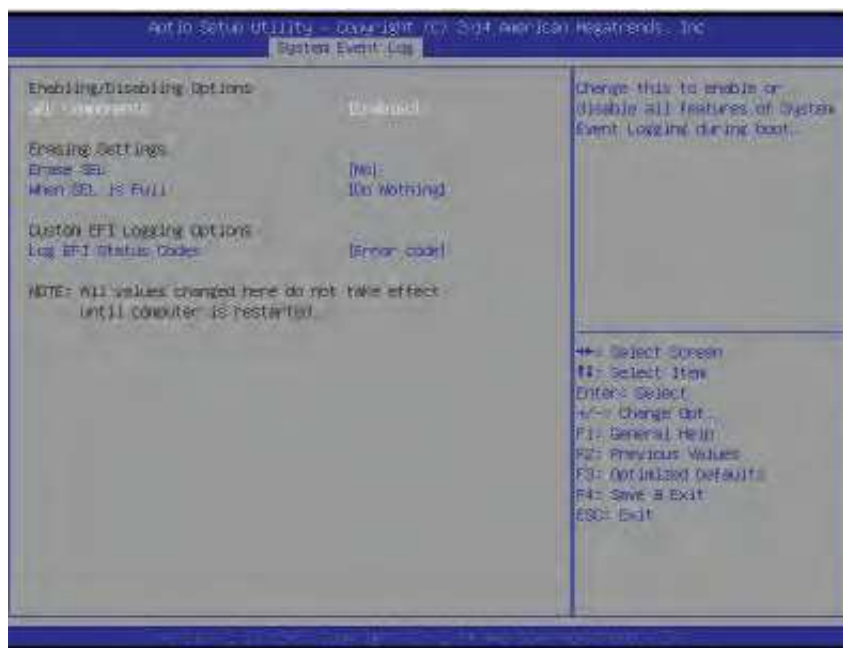 Aptio Setup Utility - Copyright (C) 2014 American Megatrends, Inc
System Event Log
Enabling/Disabling Options
[Enabled]
Erasing Settings
Erase SEL [No]
When SEL is Full [Do Nothing]
Custom EFI Logging Options
Log EFI Status Codes [Error code]
NOTE: All values changed here do not take effect
until computer is restarted.
Change this to enable or
disable all features of System
Event Logging during boot.
→←: Select Screen
↑↓: Select Item
Enter: Select
+/-: Change Opt.
F1: General Help
F2: Previous Values
F3: Optimized Defaults
F4: Save & Exit
ESC: Exit